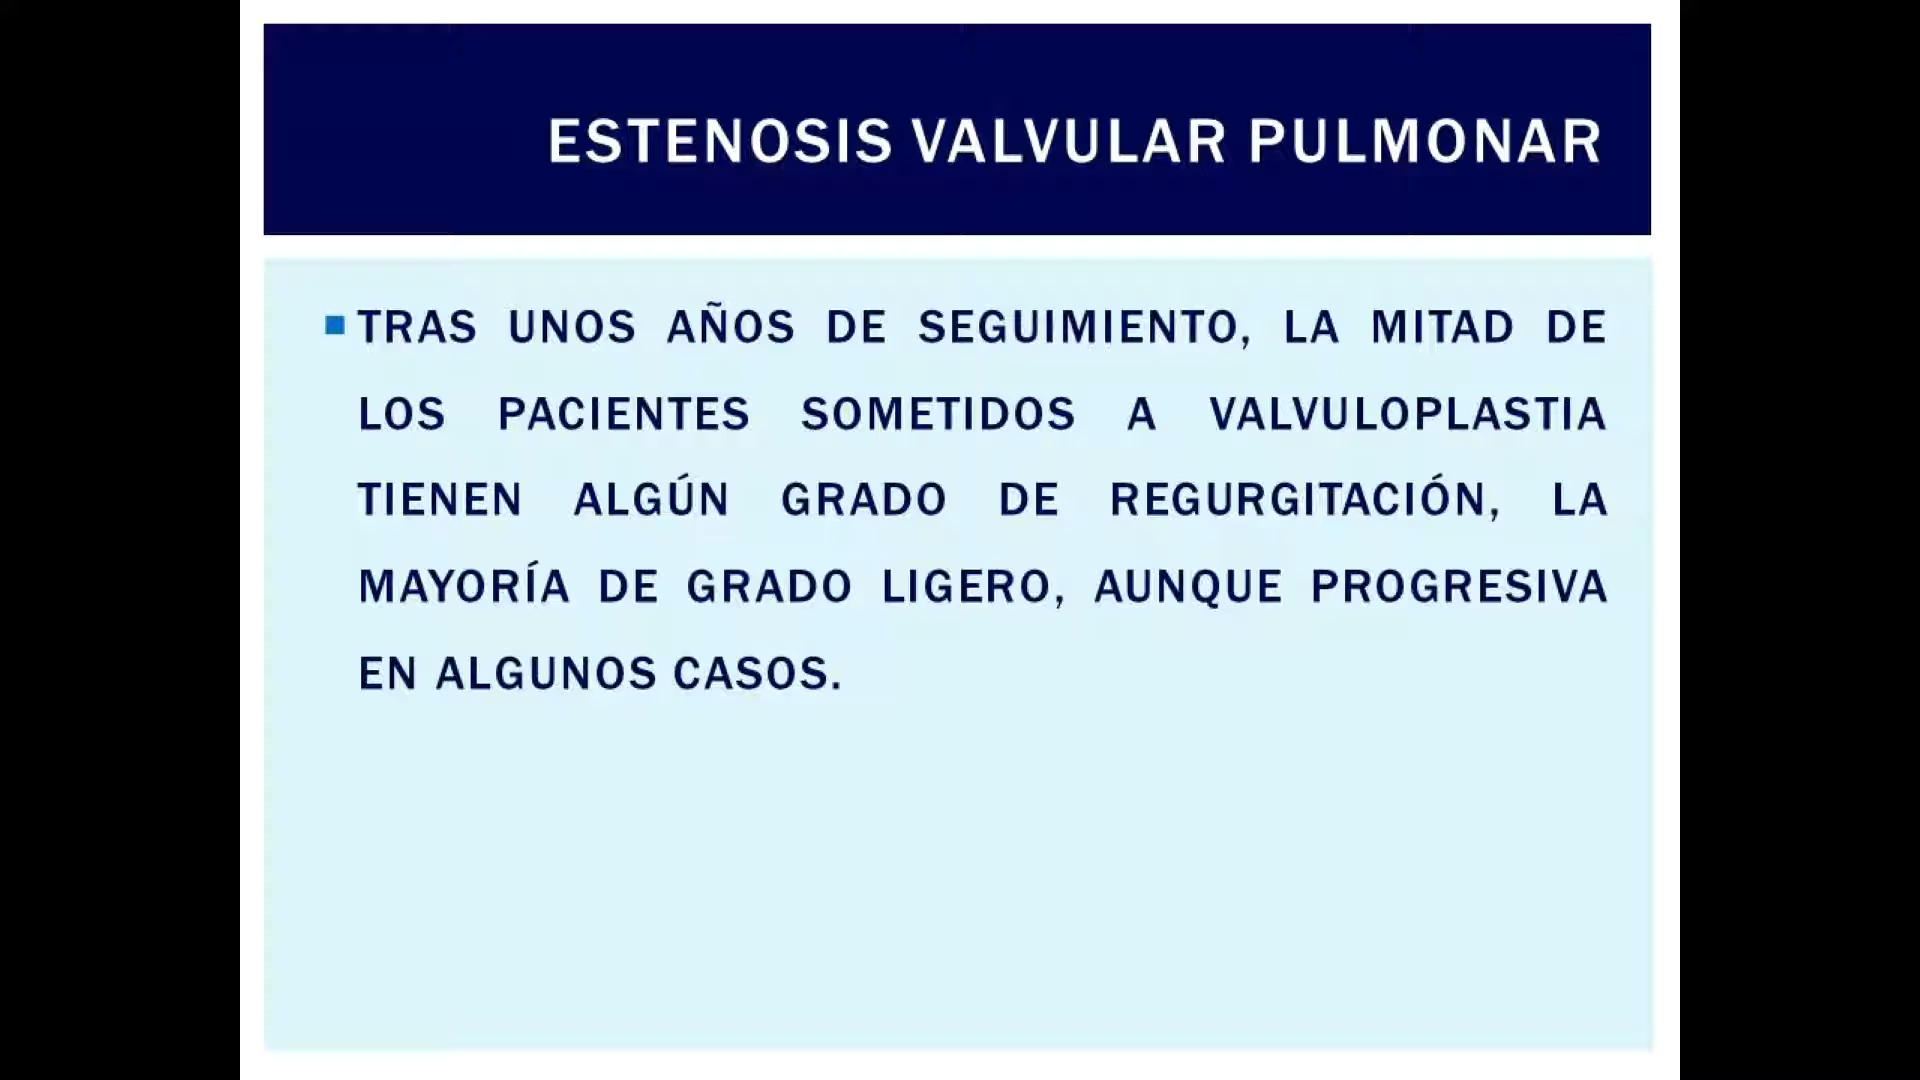 ESTENOSIS VALVULAR PULMONAR
TRAS UNOS AÑOS DE SEGUIMIENTO, LA MITAD DE
LOS PACIENTES SOMETIDOS A VALVULOPLASTIA
TIENEN ALGÚN GRADO DE REGURGITACIÓN, LA
MAYORÍA DE GRADO LIGERO, AUNQUE PROGRESIVA
EN ALGUNOS CASOS.